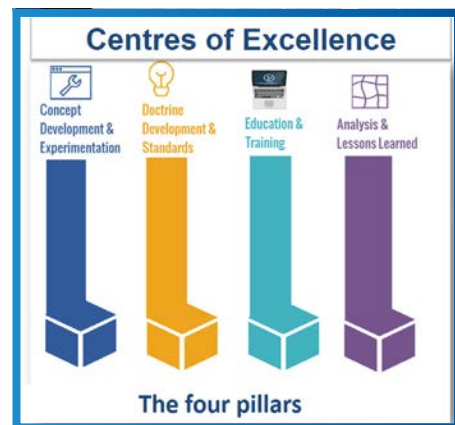 Centres of Excellence
Concept
Development &
Experimentation
Doctrine
Development &
Standards
Education &
Training
Analysis &
Lessons Learned
The four pillars